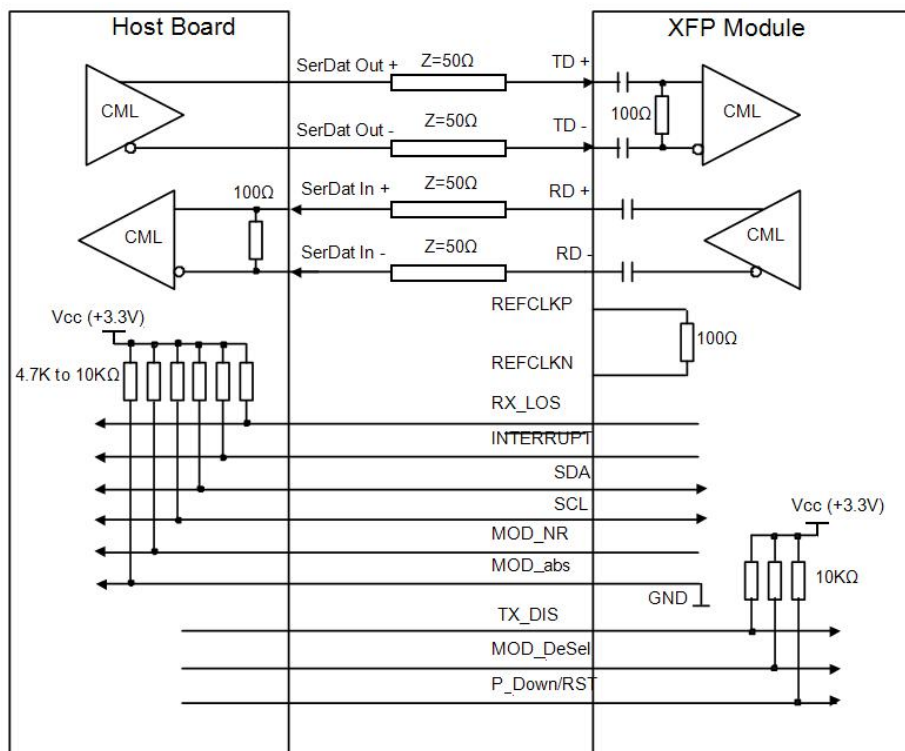 Host Board
XFP Module
SerDat Out +
Z=50Ω
TD +
CML
100Ω
CML
SerDat Out -
Z=50Ω
TD -
100Ω
SerDat In +
Z=50Ω
RD +
CML
SerDat In -
Z=50Ω
RD -
CML
REFCLKP
Vcc (+3.3V)
100Ω
REFCLKN
4.7K to 10KΩ
RX_LOS
INTERRUPT
SDA
SCL
Vcc (+3.3V)
MOD_NR
MOD_abs
10KΩ
GND
TX_DIS
MOD_DeSel
P_Down/RST